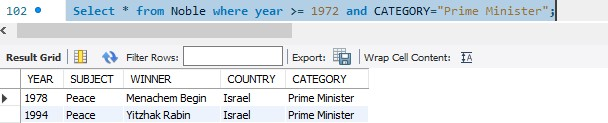 102 Select * from Noble where year >= 1972 and CATEGORY="Prime Minister";
Result Grid Filter Rows: Export: Wrap Cell Content: IA
YEAR SUBJECT WINNER COUNTRY CATEGORY
1978 Peace Menachem Begin Israel Prime Minister
1994 Peace Yitzhak Rabin Israel Prime Minister